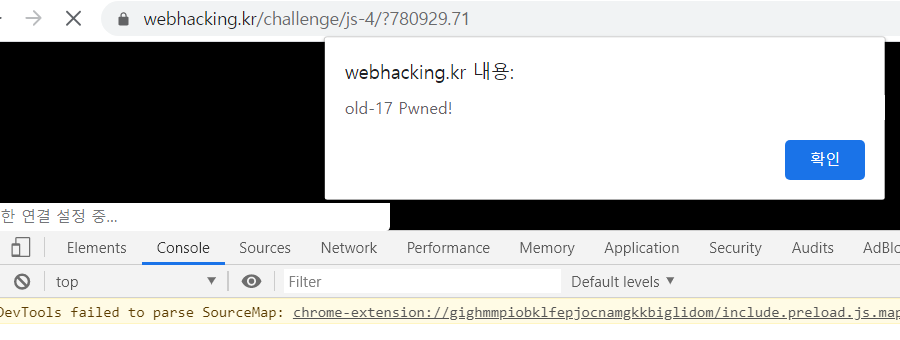 webhacking.kr/challenge/js-4/?780929.71
webhacking.kr 내용:
old-17 Pwned!
확인
한 연결 설정 중...
Elements Console Sources Network Performance Memory Application Security Audits AdBlo
top Filter Default levels
DevTools failed to parse SourceMap: chrome-extension://gighmmpiobklfepjocnamgkkbiglidom/include.preload.js.map